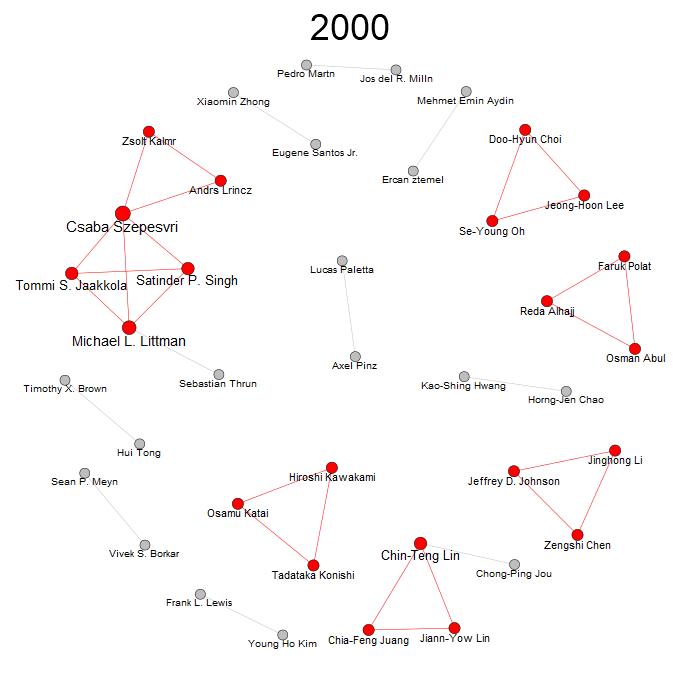 2000
Pedro Martn
Jos del R. Milln
Xiaomin Zhong
Mehmet Emin Aydin
Zsolt Kalmr
Doo-Hyun Choi
Eugene Santos Jr.
Ercan ztemel
Andrs Lrincz
Jeong-Hoon Lee
Csaba Szepesvri
Se-Young Oh
Faruk Polat
Lucas Paletta
Tommi S. Jaakkola
Satinder P. Singh
Reda Alhajj
Michael L. Littman
Osman Abul
Axel Pinz
Sebastian Thrun
Kao-Shing Hwang
Timothy X. Brown
Horng-Jen Chao
Hui Tong
Jinghong Li
Hiroshi Kawakami
Sean P. Meyn
Jeffrey D. Johnson
Osamu Katai
Zengshi Chen
Vivek S. Borkar
Chin-Teng Lin
Tadataka Konishi
Chong-Ping Jou
Frank L. Lewis
Young Ho Kim
Chia-Feng Juang
Jiann-Yow Lin